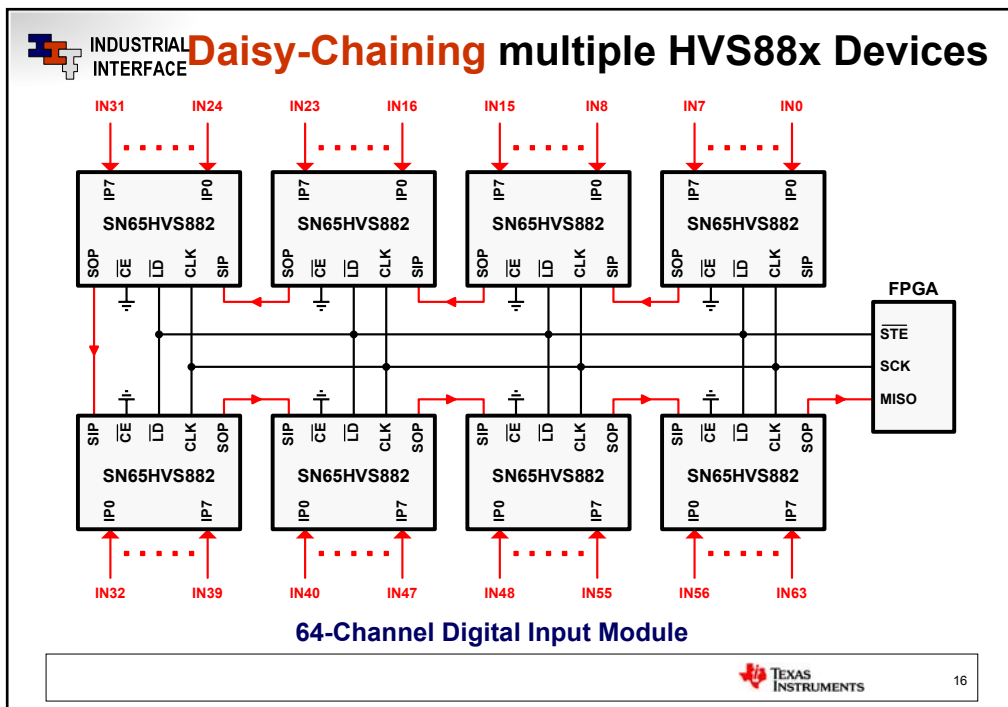 INDUSTRIAL
INTERFACE
Daisy-Chaining multiple HVS88x Devices
IN31 IN24 IN23 IN16 IN15 IN8 IN7 IN0
IP7 IP0 IP7 IP0 IP7 IP0 IP7 IP0
SN65HVS882 SN65HVS882 SN65HVS882 SN65HVS882
SOP CE LD CLK SIP SOP CE LD CLK SIP SOP CE LD CLK SIP SOP CE LD CLK SIP
FPGA
STE
SCK
MISO
SIP CE LD CLK SOP SIP CE LD CLK SOP SIP CE LD CLK SOP SIP CE LD CLK SOP
SN65HVS882 SN65HVS882 SN65HVS882 SN65HVS882
IP0 IP7 IP0 IP7 IP0 IP7 IP0 IP7
IN32 IN39 IN40 IN47 IN48 IN55 IN56 IN63
64-Channel Digital Input Module
TEXAS
INSTRUMENTS
16